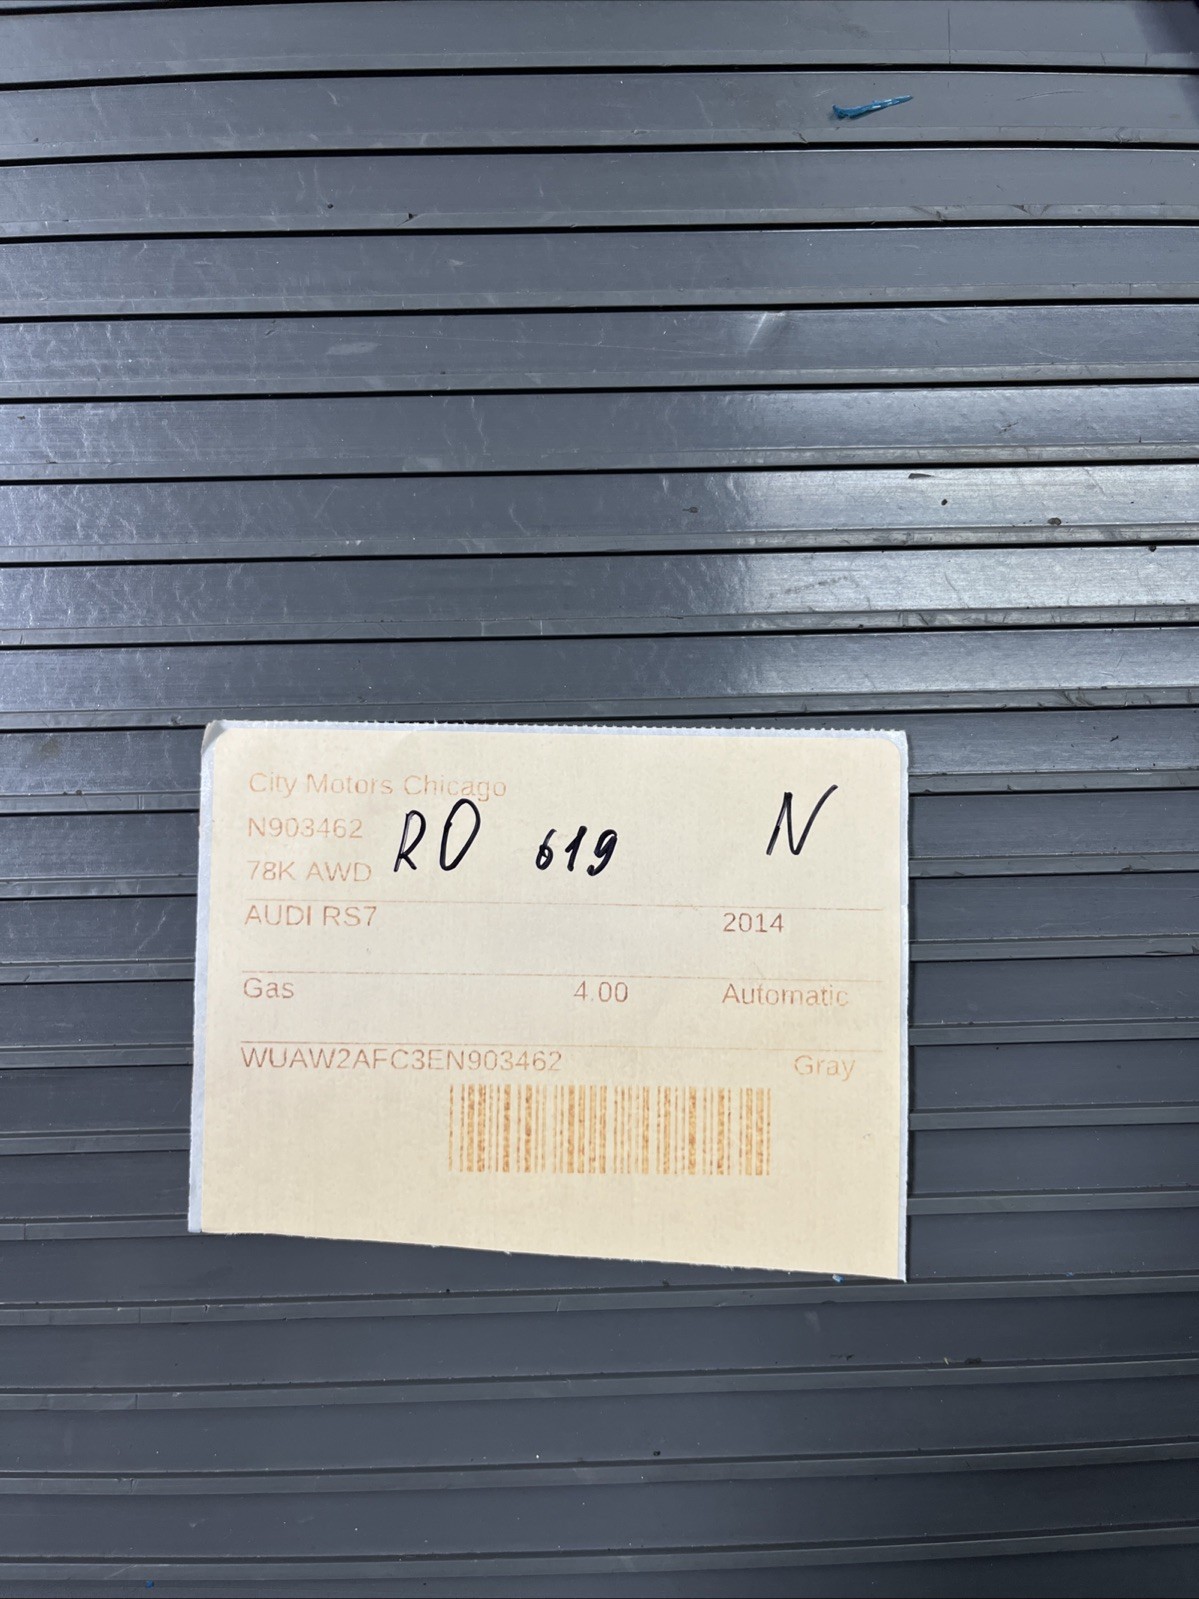 City Motors Chicago
N903462
RO 619 N
78K AWD
AUDI RS7 2014
Gas 4.00 Automatic
WUAW2AFC3EN903462 Gray